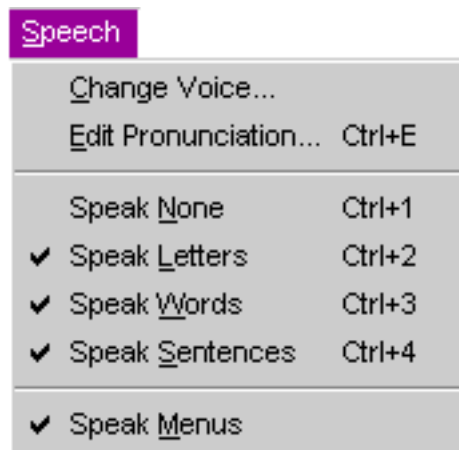 Speech
Change Voice...
Edit Pronunciation... Ctrl+E
Speak None Ctrl+1
Speak Letters Ctrl+2
Speak Words Ctrl+3
Speak Sentences Ctrl+4
Speak Menus